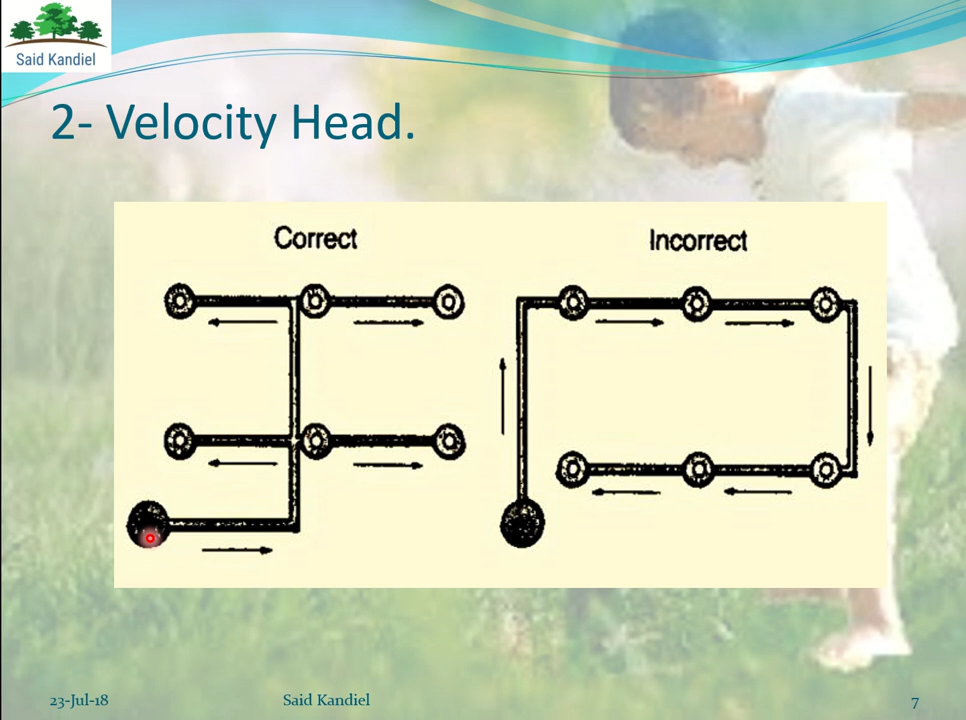 Said Kandiel
2- Velocity Head.
Correct
Incorrect
23-Jul-18
Said Kandiel
7